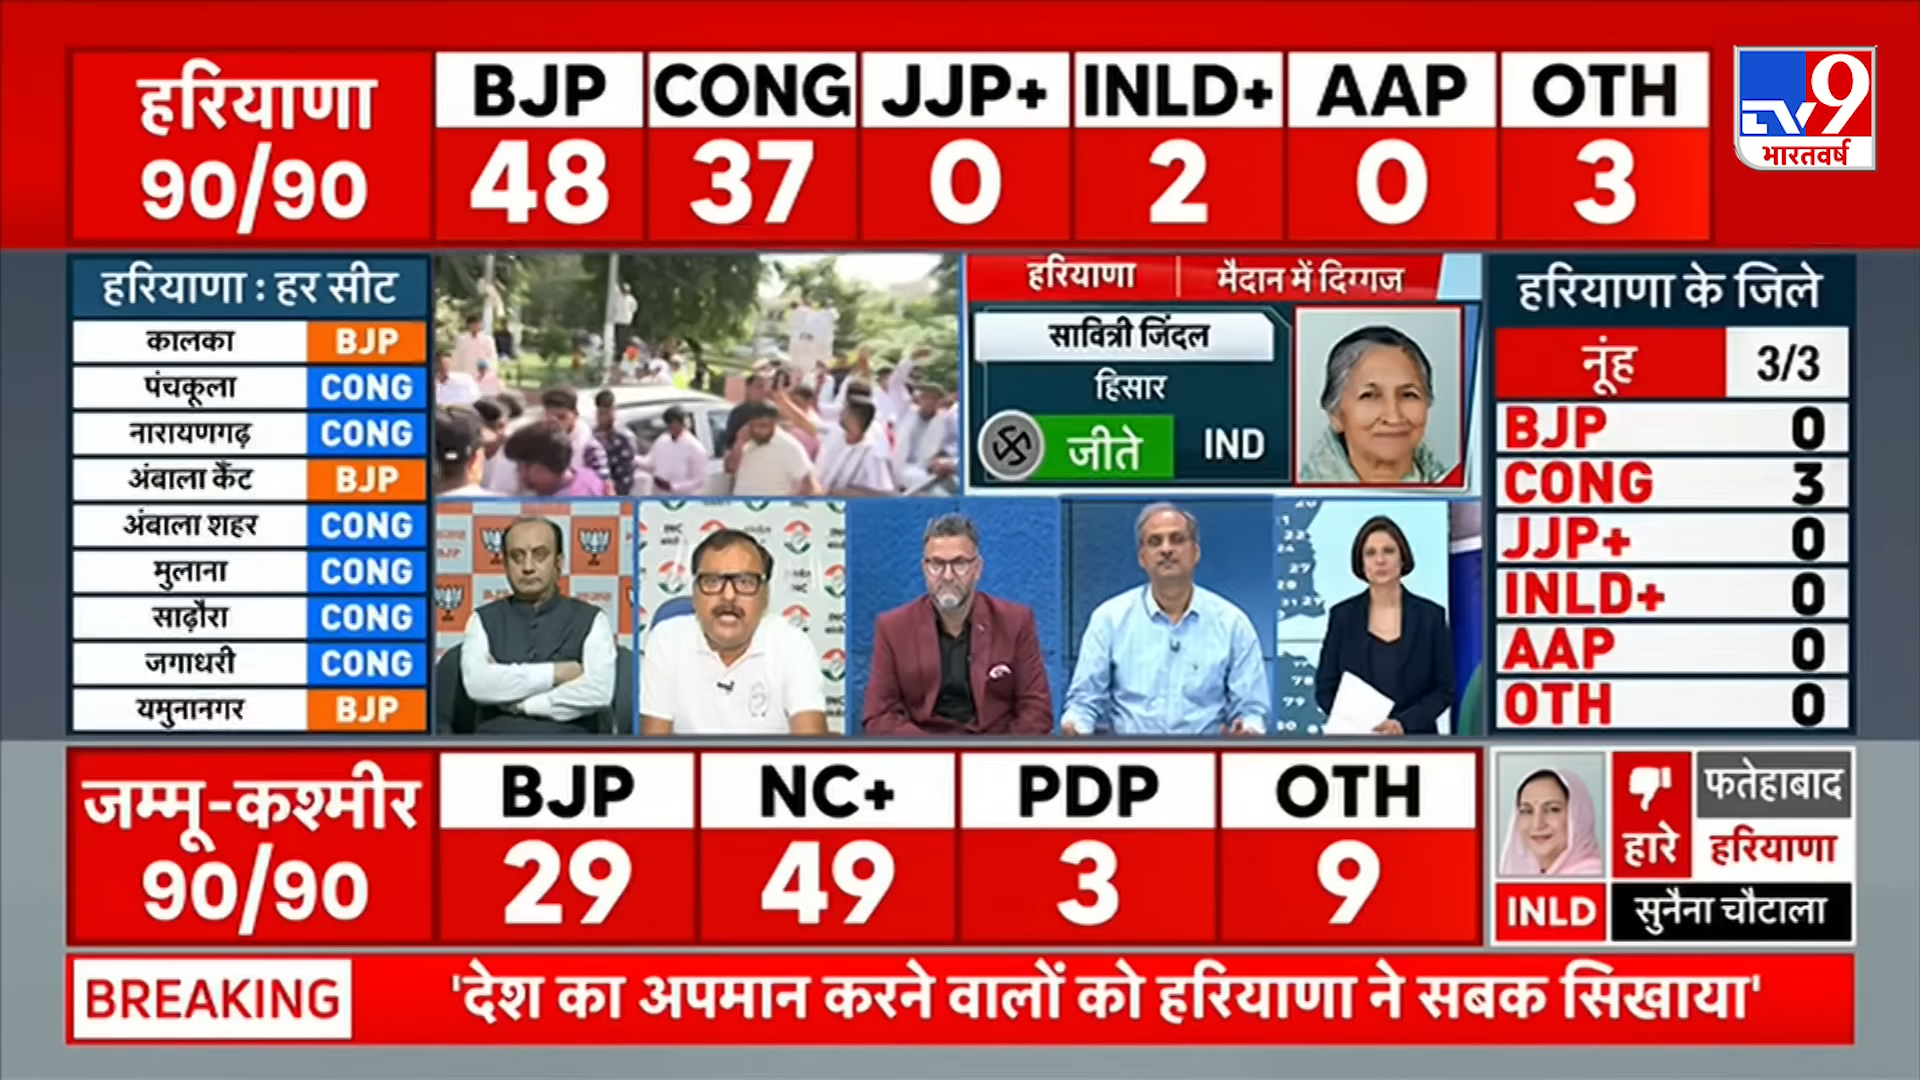 हरियाणा
90/90
BJP CONG JJP+ INLD+ AAP OTH
48 37 0 2 0 3
TV9
भारतवर्ष
हरियाणा : हर सीट
कालका BJP
पंचकूला CONG
नारायणगढ़ CONG
अंबाला कैंट BJP
अंबाला शहर CONG
मुलाना CONG
साढ़ौरा CONG
जगाधरी CONG
यमुनानगर BJP
हरियाणा | मैदान में दिग्गज
सावित्री जिंदल
हिसार
जीते IND
हरियाणा के जिले
नूंह 3/3
BJP 0
CONG 3
JJP+ 0
INLD+ 0
AAP 0
OTH 0
जम्मू-कश्मीर
90/90
BJP NC+ PDP OTH
29 49 3 9
फतेहाबाद
हारे हरियाणा
INLD सुनैना चौटाला
BREAKING 'देश का अपमान करने वालों को हरियाणा ने सबक सिखाया'